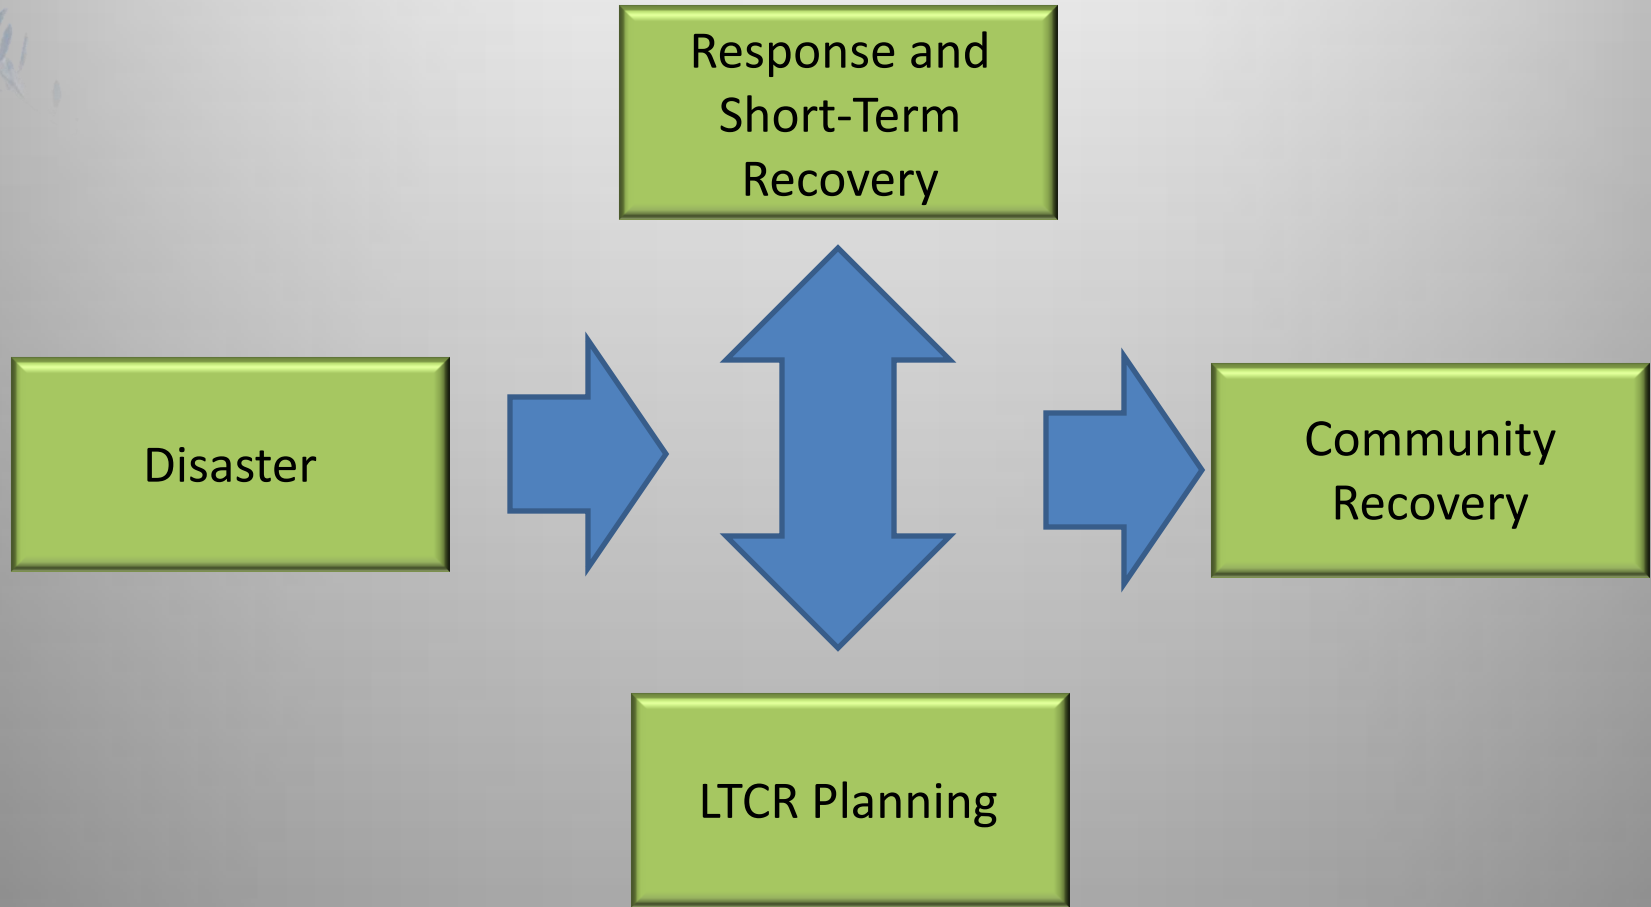 Response and
Short-Term
Recovery
Disaster
Community
Recovery
LTCR Planning